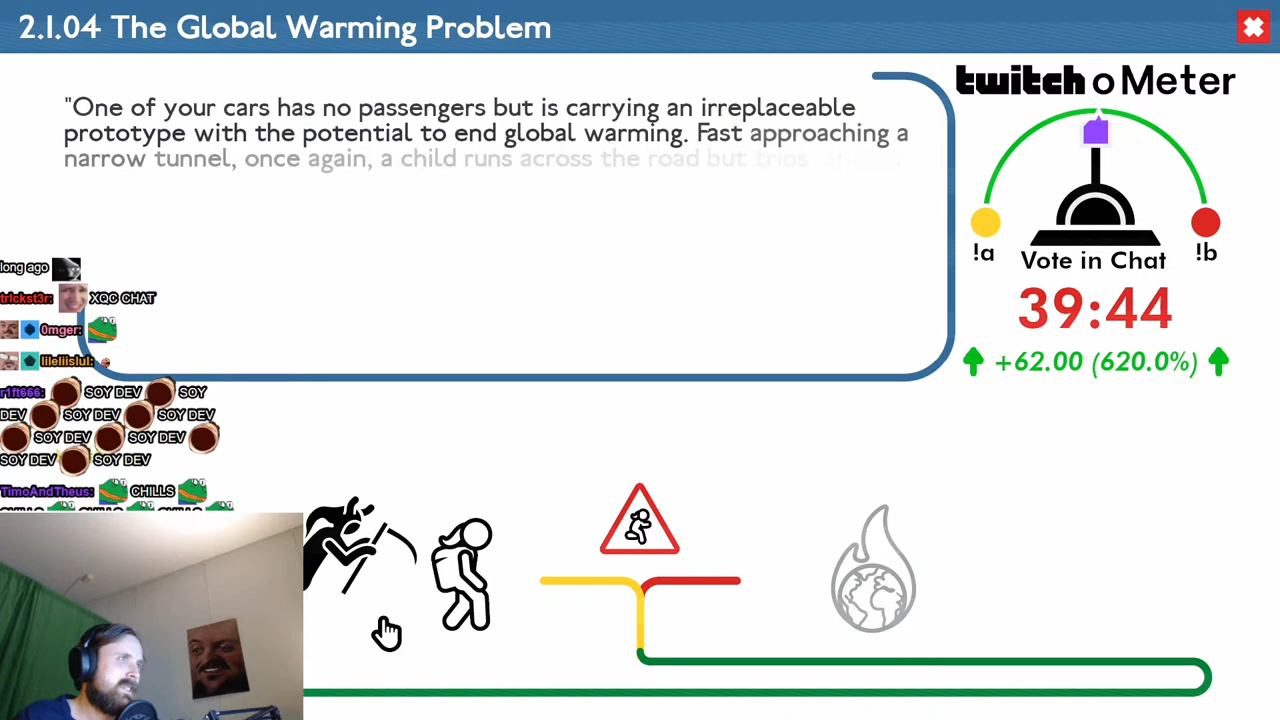 2.1.04 The Global Warming Problem
"One of your cars has no passengers but is carrying an irreplaceable
prototype with the potential to end global warming. Fast approaching a
narrow tunnel, once again, a child runs across the road but trips
twitch o Meter
!a
!b
Vote in Chat
39:44
+62.00 (620.0%)
long ago
tr1ckst3r: XQC CHAT
0mger:
lileliislul:
r1ft666: SOY DEV SOY
DEV SOY DEV SOY DEV
SOY DEV SOY DEV
SOY DEV SOY DEV
TimoAndTheus: CHILLS